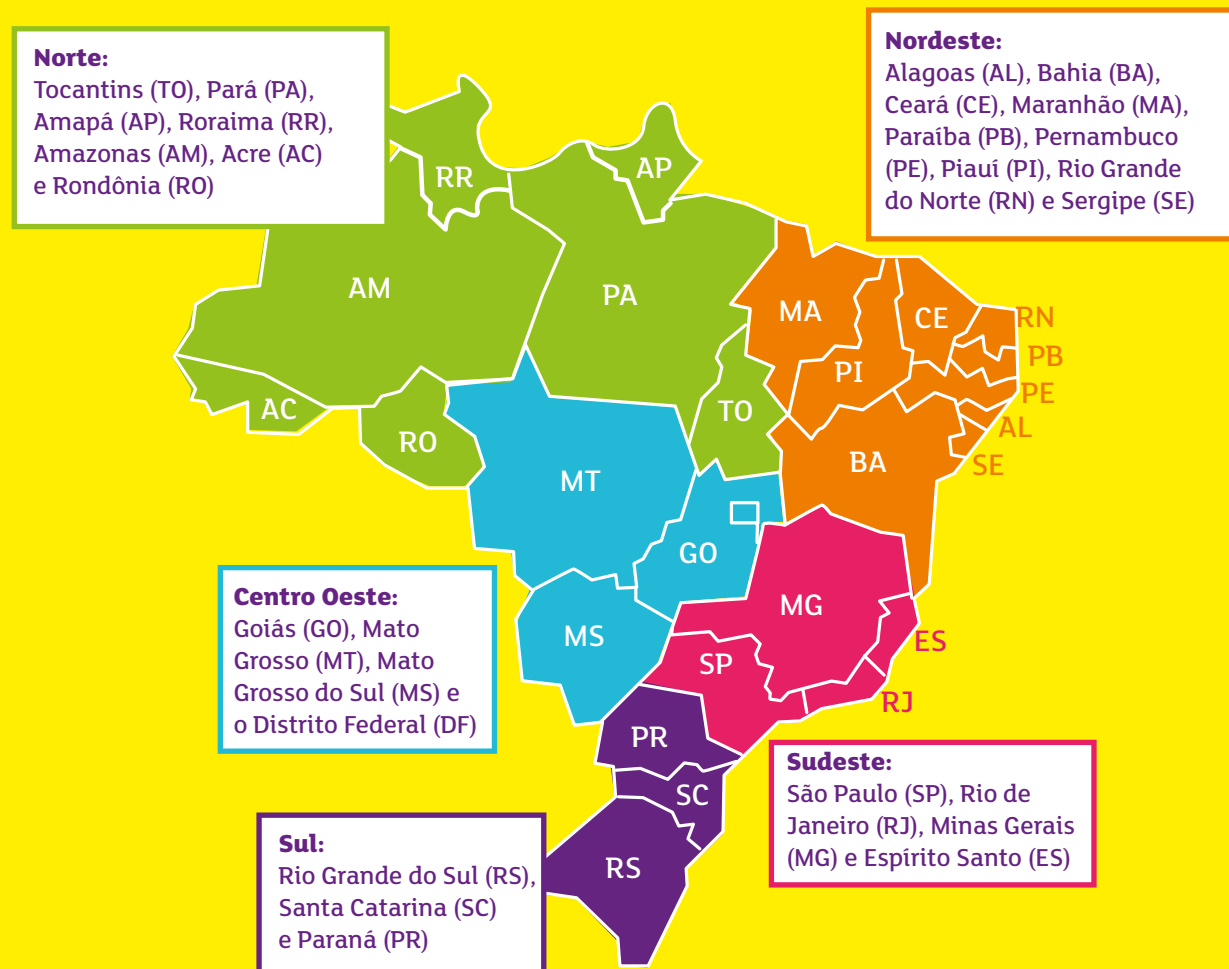 Norte:
Tocantins (TO), Pará (PA),
Amapá (AP), Roraima (RR),
Amazonas (AM), Acre (AC)
e Rondônia (RO)
Nordeste:
Alagoas (AL), Bahia (BA),
Ceará (CE), Maranhão (MA),
Paraíba (PB), Pernambuco
(PE), Piauí (PI), Rio Grande
do Norte (RN) e Sergipe (SE)
RR
AP
AM
PA
MA
CE
RN
PB
PI
PE
AC
TO
AL
RO
BA
SE
MT
GO
MG
MS
SP
ES
RJ
PR
SC
RS
Centro Oeste:
Goiás (GO), Mato
Grosso (MT), Mato
Grosso do Sul (MS) e
o Distrito Federal (DF)
Sudeste:
São Paulo (SP), Rio de
Janeiro (RJ), Minas Gerais
(MG) e Espírito Santo (ES)
Sul:
Rio Grande do Sul (RS),
Santa Catarina (SC)
e Paraná (PR)